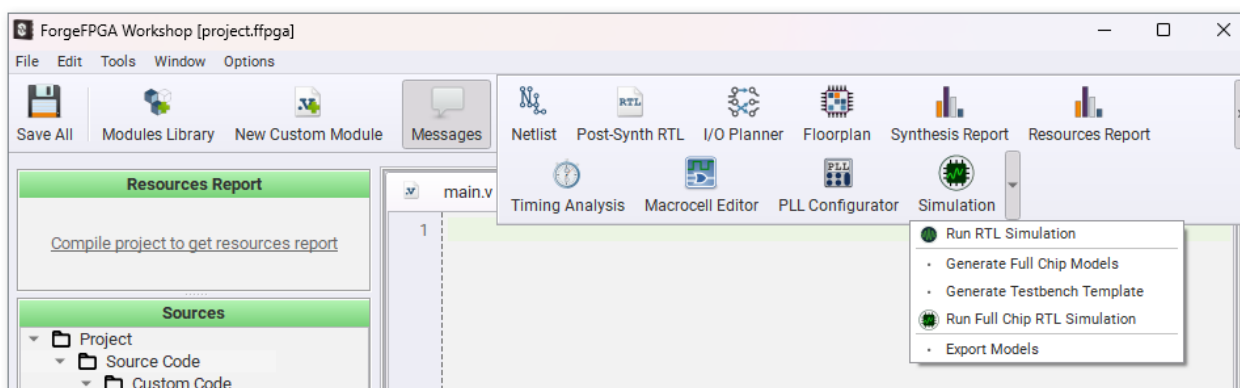 ForgeFPGA Workshop [project.ffpga]
File Edit Tools Window Options
Save All Modules Library New Custom Module Messages
Netlist Post-Synth RTL I/O Planner Floorplan Synthesis Report Resources Report
Timing Analysis Macrocell Editor PLL Configurator Simulation
Run RTL Simulation
Generate Full Chip Models
Generate Testbench Template
Run Full Chip RTL Simulation
Export Models
Resources Report
Compile project to get resources report
Sources
Project
Source Code
Custom Code
main.v
1
RTL
PLL
.v